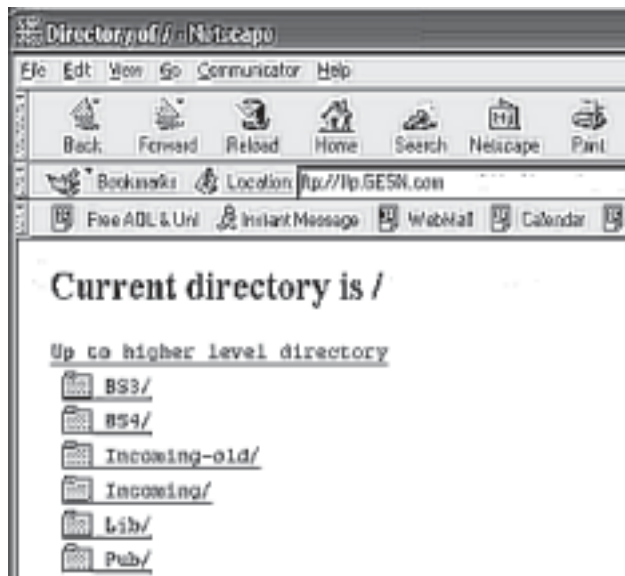 Directory of / - Netscape
File Edit View Go Communicator Help
Back Forward Reload Home Search Netscape Print
Bookmarks Location: ftp://ftp.GESN.com
Free AOL & Unl Instant Message WebMail Calendar
Current directory is /
Up to higher level directory
BS3/
BS4/
Incoming-old/
Incoming/
Lib/
Pub/